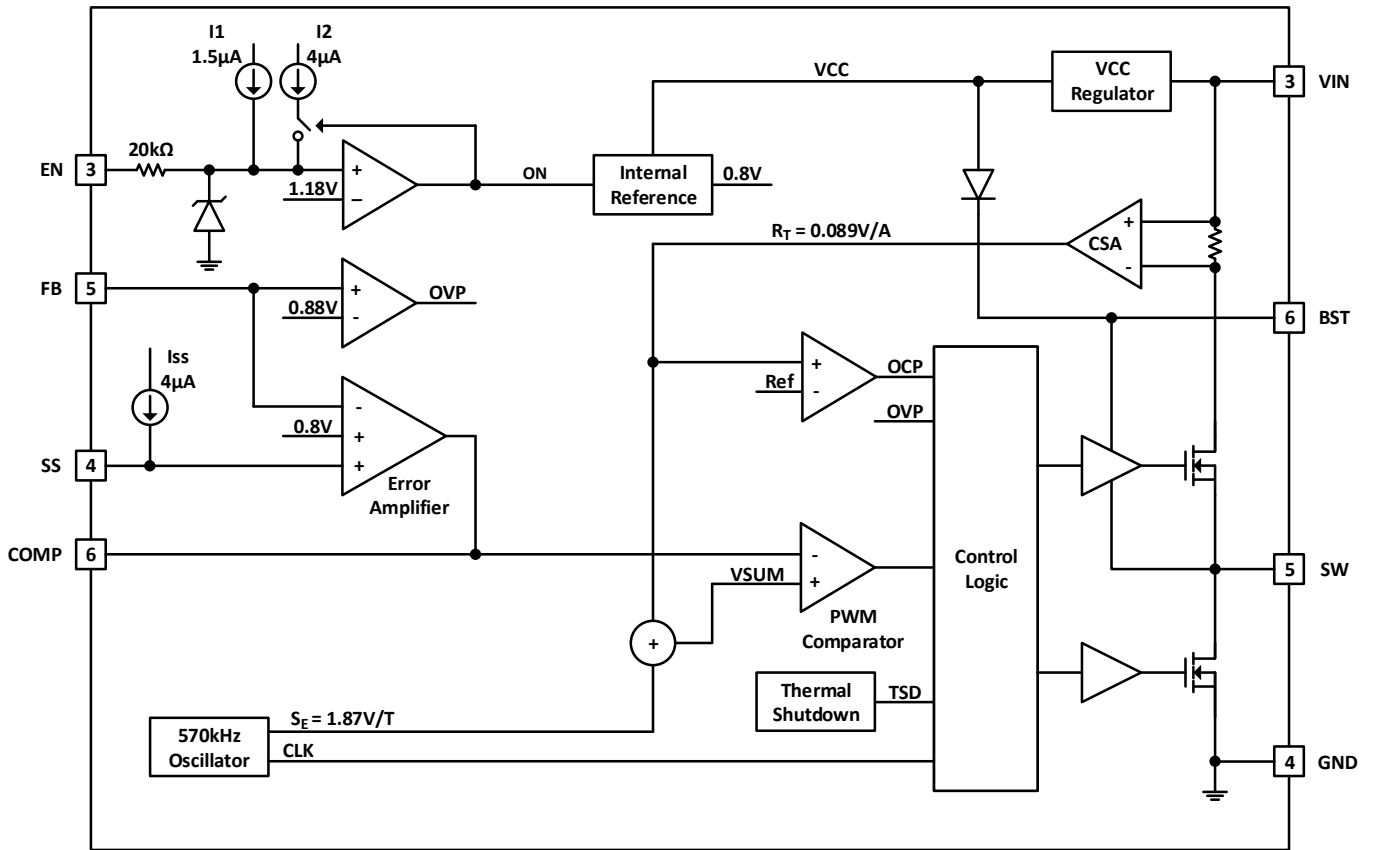 I1
1.5µA
I2
4µA
VCC
VCC
Regulator
3
VIN
EN
3
20kΩ
+
1.18V
−
ON
Internal
Reference
0.8V
RT = 0.089V/A
CSA
+
-
FB
5
+
0.88V
-
OVP
6
BST
Iss
4µA
+
Ref
-
OCP
OVP
-
0.8V
+
SS
4
+
Error
Amplifier
COMP
6
-
VSUM
+
PWM
Comparator
Control
Logic
5
SW
+
Thermal
Shutdown
TSD
SE = 1.87V/T
570kHz
Oscillator
CLK
4
GND